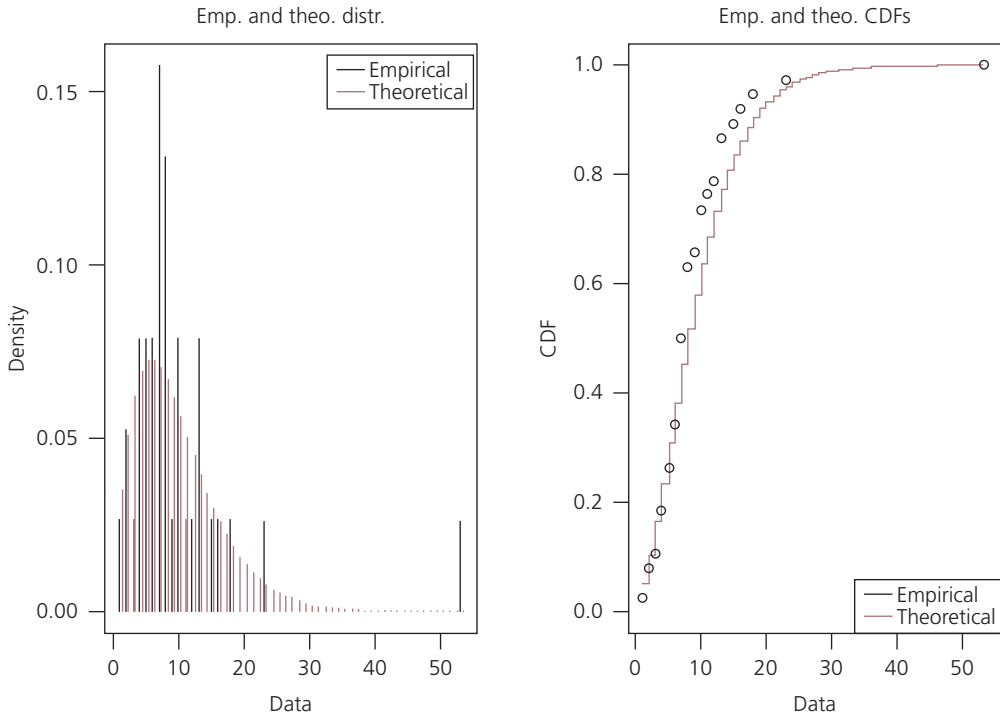 Emp. and theo. distr.
Empirical
Theoretical
Density
0.15
0.10
0.05
0.00
0 10 20 30 40 50
Data
Emp. and theo. CDFs
CDF
1.0
0.8
0.6
0.4
0.2
0.0
Empirical
Theoretical
0 10 20 30 40 50
Data